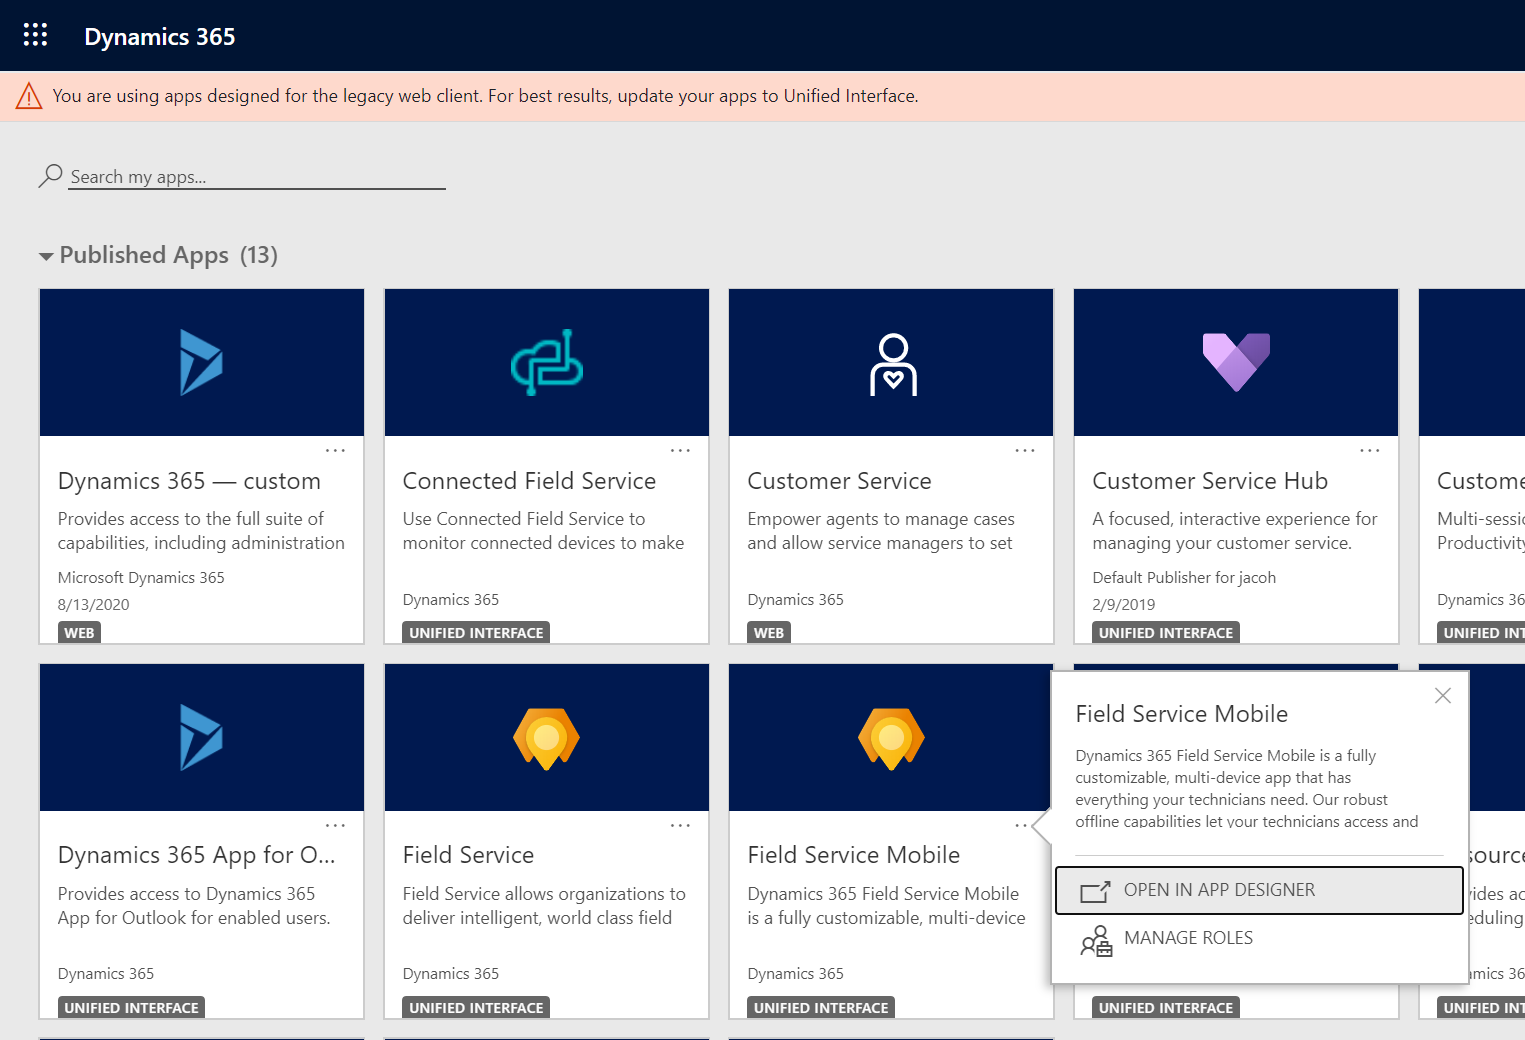 Dynamics 365
You are using apps designed for the legacy web client. For best results, update your apps to Unified Interface.
Search my apps...
Published Apps (13)
Dynamics 365 — custom
Provides access to the full suite of
capabilities, including administration
Microsoft Dynamics 365
8/13/2020
WEB
Connected Field Service
Use Connected Field Service to
monitor connected devices to make
Dynamics 365
UNIFIED INTERFACE
Customer Service
Empower agents to manage cases
and allow service managers to set
Dynamics 365
WEB
Customer Service Hub
A focused, interactive experience for
managing your customer service.
Default Publisher for jacoh
2/9/2019
UNIFIED INTERFACE
Multi-sessi
Productivity
Dynamics 36
UNIFIED INT
Dynamics 365 App for O...
Provides access to Dynamics 365
App for Outlook for enabled users.
Dynamics 365
UNIFIED INTERFACE
Field Service
Field Service allows organizations to
deliver intelligent, world class field
Dynamics 365
UNIFIED INTERFACE
Field Service Mobile
Dynamics 365 Field Service Mobile
is a fully customizable, multi-device
Dynamics 365
UNIFIED INTERFACE
Field Service Mobile
Dynamics 365 Field Service Mobile is a fully
customizable, multi-device app that has
everything your technicians need. Our robust
offline capabilities let your technicians access and
OPEN IN APP DESIGNER
MANAGE ROLES
UNIFIED INTERFACE
UNIFIED INT